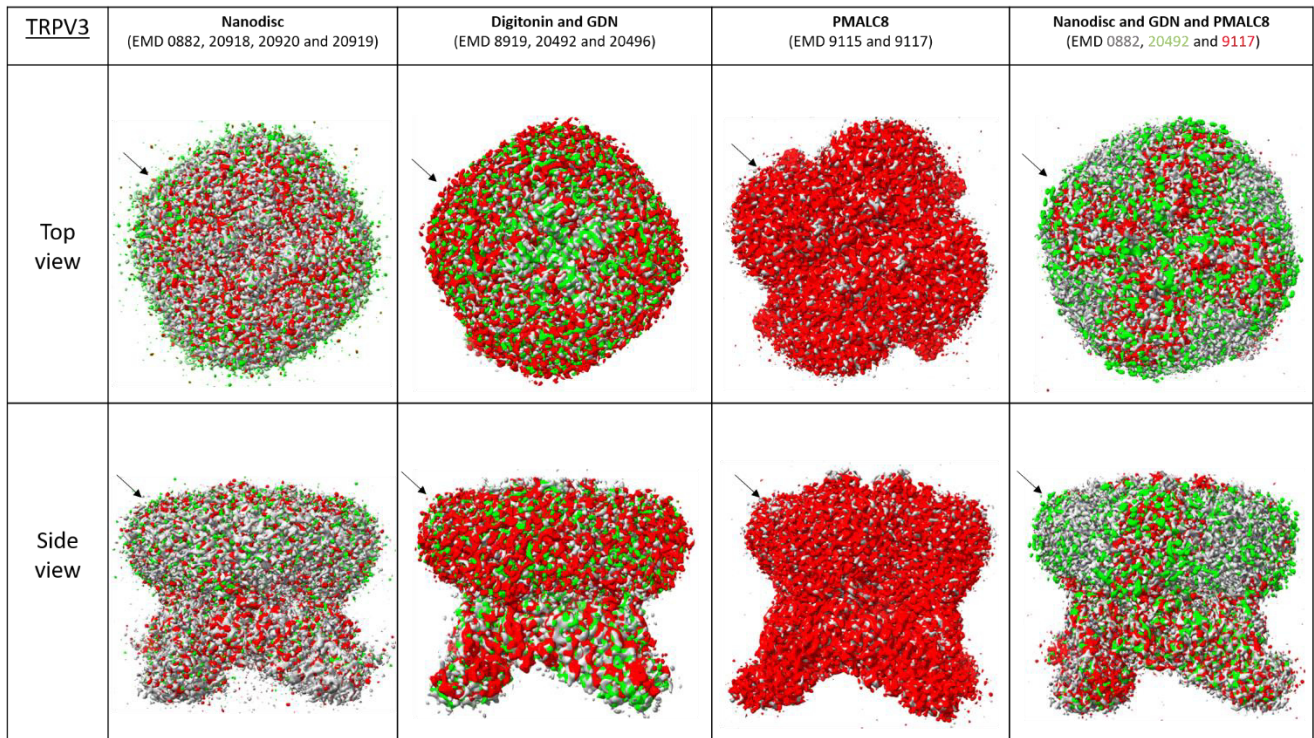 TRPV3
Nanodisc
(EMD 0882, 20918, 20920 and 20919)
Digitonin and GDN
(EMD 8919, 20492 and 20496)
PMALC8
(EMD 9115 and 9117)
Nanodisc and GDN and PMALC8
(EMD 0882, 20492 and 9117)
Top
view
Side
view